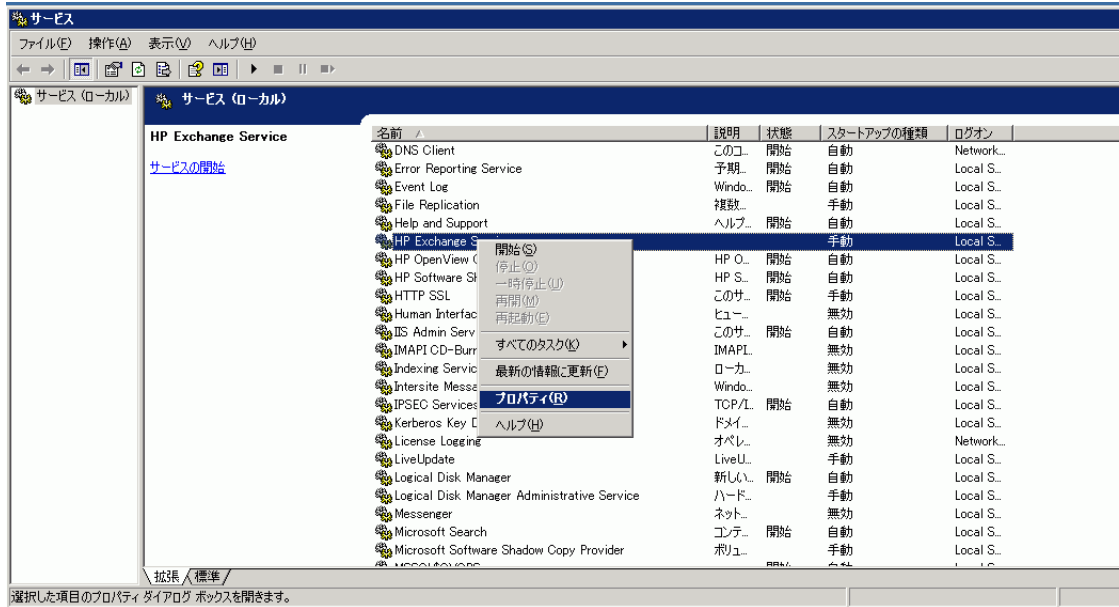 サービス
ファイル(F) 操作(A) 表示(V) ヘルプ(H)
サービス (ローカル)
サービス (ローカル)
HP Exchange Service
サービスの開始
名前 説明 状態 スタートアップの種類 ログオン
DNS Client このコ... 開始 自動 Network...
Error Reporting Service 予期... 開始 自動 Local S...
Event Log Windo... 開始 自動 Local S...
File Replication 複数... 手動 Local S...
Help and Support ヘルプ... 開始 自動 Local S...
HP Exchange S 手動 Local S...
HP OpenView HP O... 開始 自動 Local S...
HP Software Sh HP S... 開始 自動 Local S...
HTTP SSL このサ... 開始 手動 Local S...
Human Interfac ヒュー... 無効 Local S...
IIS Admin Serv このサ... 開始 自動 Local S...
IMAPI CD-Burr IMAPI... 無効 Local S...
Indexing Servic ローカ... 無効 Local S...
Intersite Messa Windo... 無効 Local S...
IPSEC Services TCP/I... 開始 自動 Local S...
Kerberos Key ドメイ... 無効 Local S...
License Logging オペレ... 無効 Network...
LiveUpdate LiveU... 手動 Local S...
Logical Disk Manager 新しい... 開始 自動 Local S...
Logical Disk Manager Administrative Service ハード... 手動 Local S...
Messenger ネット... 無効 Local S...
Microsoft Search コンテ... 開始 自動 Local S...
Microsoft Software Shadow Copy Provider ボリュ... 手動 Local S...
開始(S)
停止(O)
一時停止(U)
再開(M)
再起動(E)
すべてのタスク(K)
最新の情報に更新(F)
プロパティ(R)
ヘルプ(H)
拡張 標準
選択した項目のプロパティ ダイアログ ボックスを開きます。